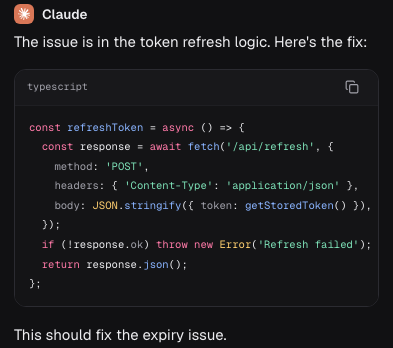 Claude
The issue is in the token refresh logic. Here's the fix:
typescript
const refreshToken = async () => {
  const response = await fetch('/api/refresh', {
    method: 'POST',
    headers: { 'Content-Type': 'application/json' },
    body: JSON.stringify({ token: getStoredToken() }),
  });
  if (!response.ok) throw new Error('Refresh failed');
  return response.json();
};
This should fix the expiry issue.